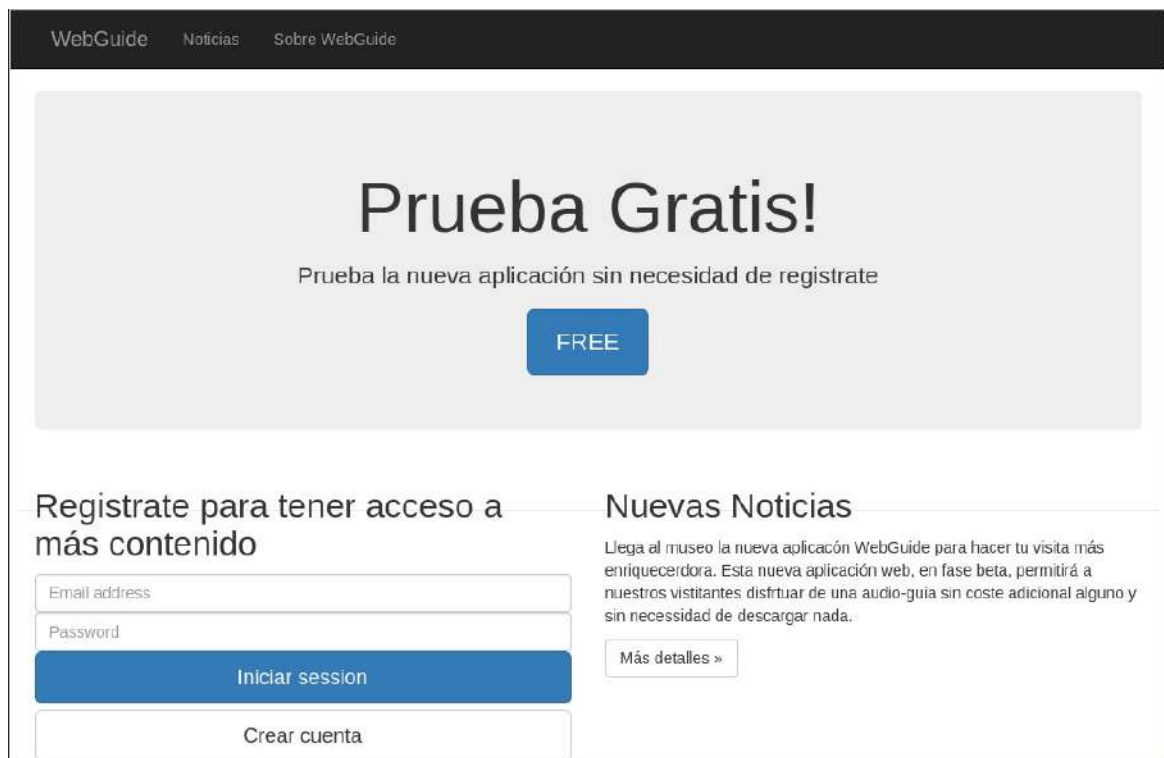 WebGuide Noticias Sobre WebGuide
Prueba Gratis!
Prueba la nueva aplicación sin necesidad de registrate
FREE
Registrate para tener acceso a
más contenido
Email address
Password
Iniciar session
Crear cuenta
Nuevas Noticias
Llega al museo la nueva aplicacón WebGuide para hacer tu visita más
enriquecerdora. Esta nueva aplicación web, en fase beta, permitirá a
nuestros vistitantes disfrtuar de una audio-guia sin coste adicional alguno y
sin necessidad de descargar nada.
Más detalles »